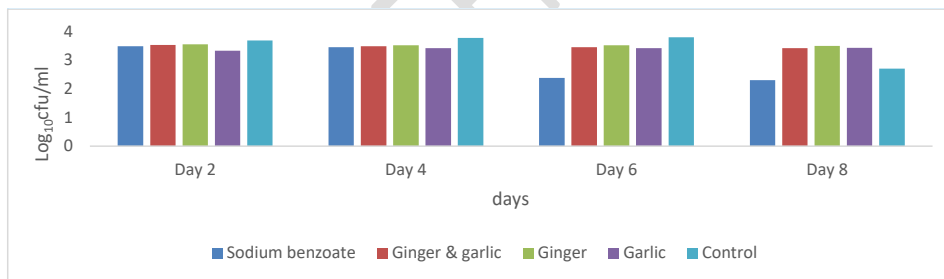 4
3
2
1
0
Log10cfu/ml
Day 2 Day 4 Day 6 Day 8
days
Sodium benzoate Ginger & garlic Ginger Garlic Control